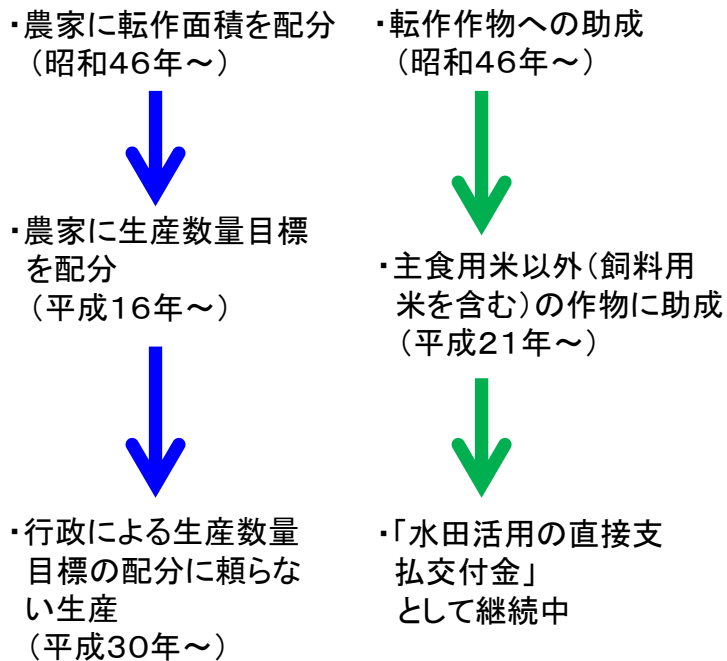 ・農家に転作面積を配分
（昭和４６年～）
・農家に生産数量目標
を配分
（平成１６年～）
・行政による生産数量
目標の配分に頼らな
い生産
（平成３０年～）
・転作作物への助成
（昭和４６年～）
・主食用米以外（飼料用
米を含む）の作物に助成
（平成２１年～）
・「水田活用の直接支
払交付金」
として継続中